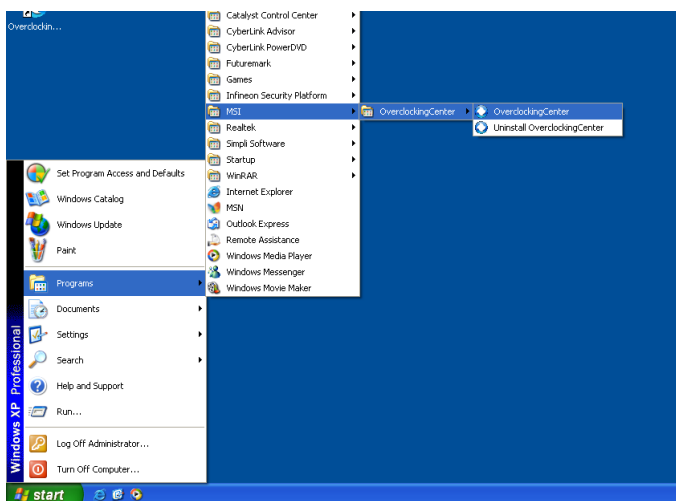 Overclockin...
Catalyst Control Center
CyberLink Advisor
CyberLink PowerDVD
Futuremark
Games
Infineon Security Platform
MSI
OverclockingCenter
OverclockingCenter
Uninstall OverclockingCenter
Realtek
Simpli Software
Startup
WinRAR
Internet Explorer
MSN
Outlook Express
Remote Assistance
Windows Media Player
Windows Messenger
Windows Movie Maker
Set Program Access and Defaults
Windows Catalog
Windows Update
Paint
Programs
Documents
Settings
Search
Help and Support
Run...
Log Off Administrator...
Turn Off Computer...
Windows XP Professional
start